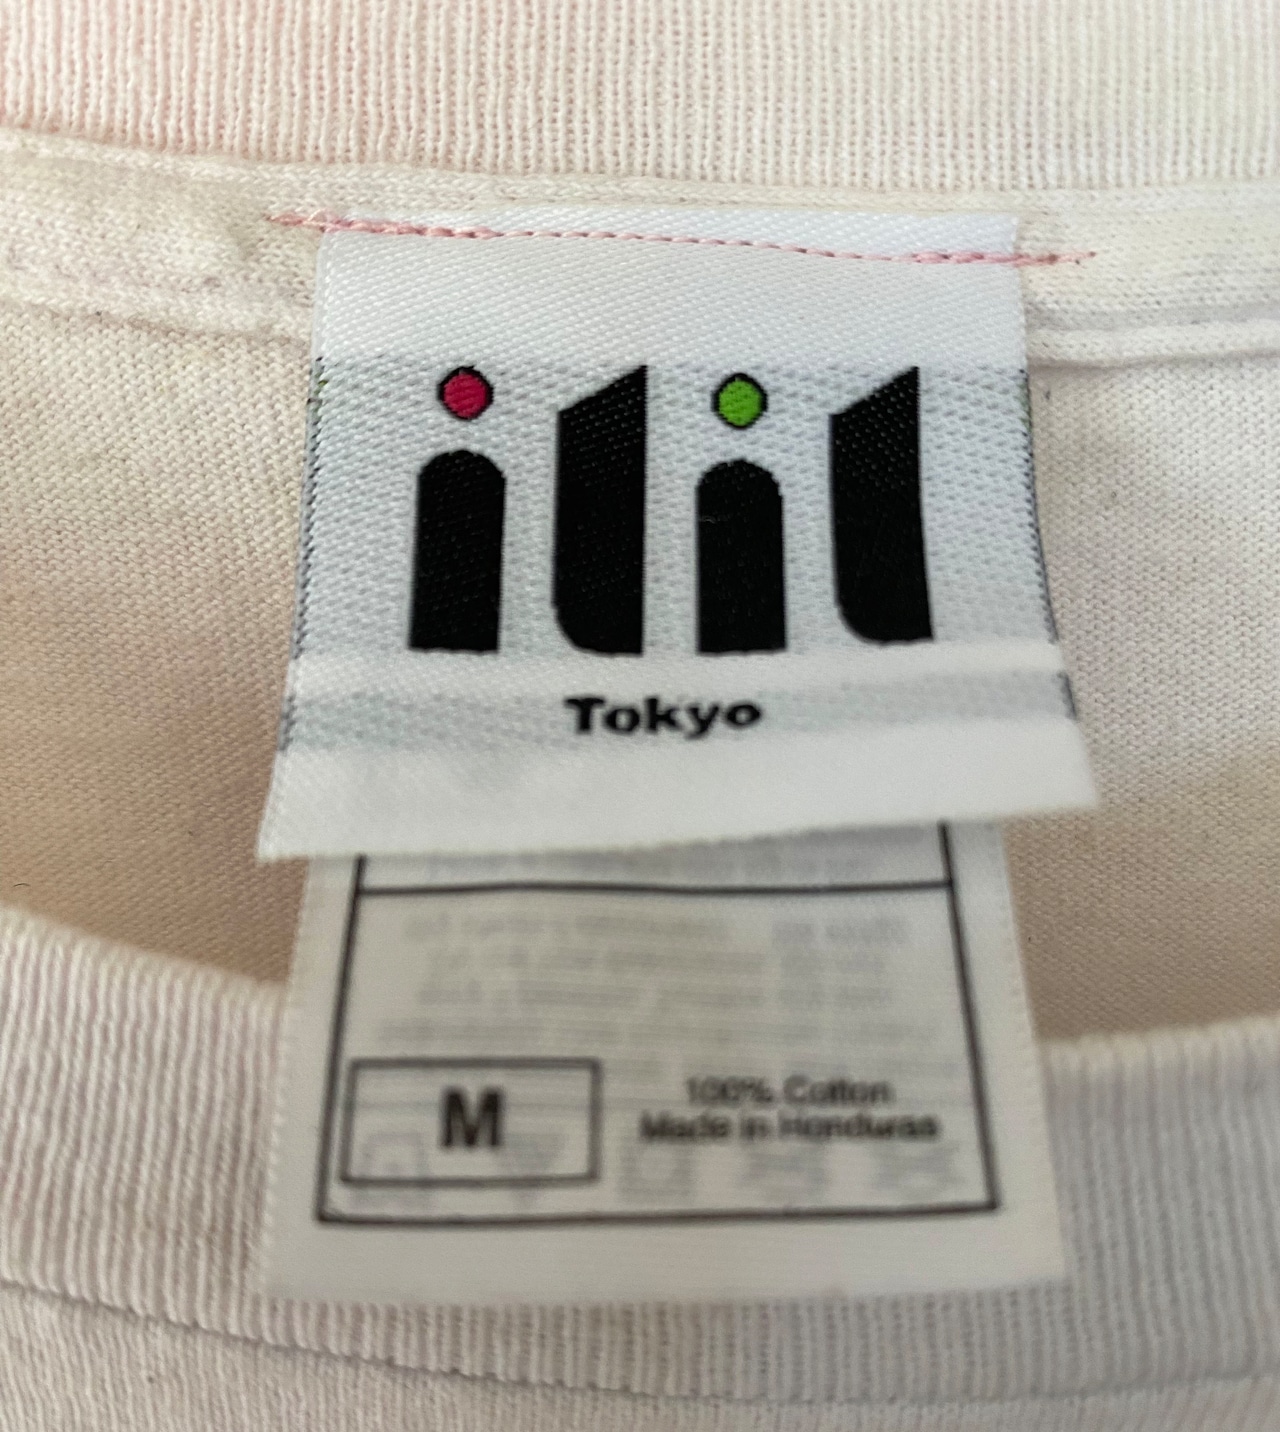 ilil
Tokyo
M
100% Cotton
Made in Honduras